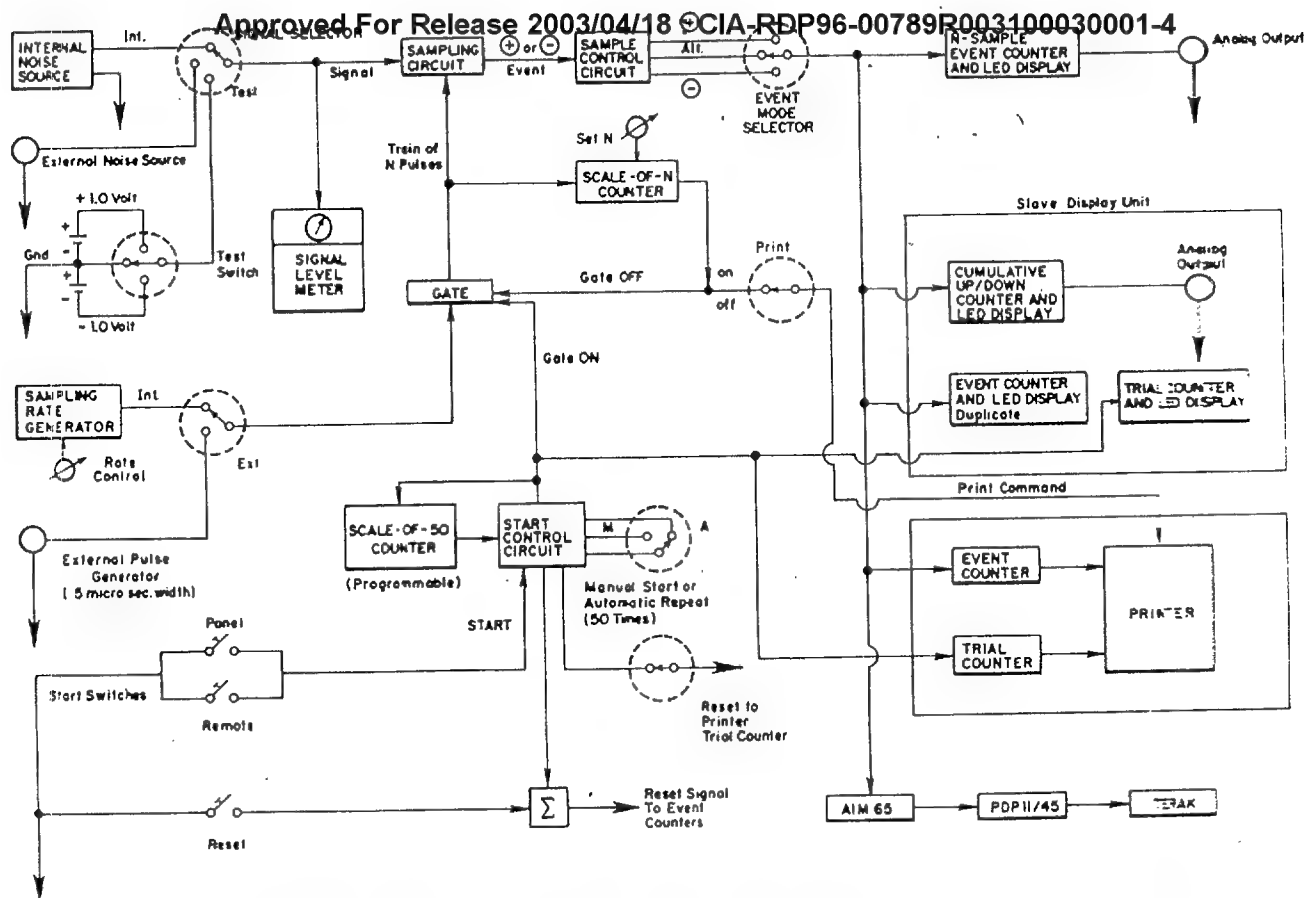 Approved For Release 2003/04/18 : CIA-RDP96-00789R003100030001-4
SIGNAL SELECTOR
INTERNAL
NOISE
SOURCE
Int.
Test
Signal
SAMPLING
CIRCUIT
+ or -
Event
SAMPLE
CONTROL
CIRCUIT
+
Alt.
-
EVENT
MODE
SELECTOR
N-SAMPLE
EVENT COUNTER
AND LED DISPLAY
Analog Output
External Noise Source
Train of
N Pulses
Set N
SCALE-OF-N
COUNTER
+ 1.0 Volt
+
-
Gnd
+
-
- 1.0 Volt
Test
Switch
SIGNAL
LEVEL
METER
GATE
Gate OFF
Print
on
off
Slave Display Unit
CUMULATIVE
UP/DOWN
COUNTER AND
LED DISPLAY
Analog
Output
Gate ON
EVENT COUNTER
AND LED DISPLAY
Duplicate
TRIAL COUNTER
AND LED DISPLAY
SAMPLING
RATE
GENERATOR
Int.
Ext
Rate
Control
Print Command
External Pulse
Generator
(.5 micro sec. width)
SCALE-OF-50
COUNTER
(Programmable)
START
CONTROL
CIRCUIT
M
A
Manual Start or
Automatic Repeat
(50 Times)
EVENT
COUNTER
TRIAL
COUNTER
PRINTER
START
Panel
Start Switches
Remote
Reset to
Printer
Trial Counter
Reset
Σ
Reset Signal
To Event
Counters
AIM 65
PDP 11/45
TERAK